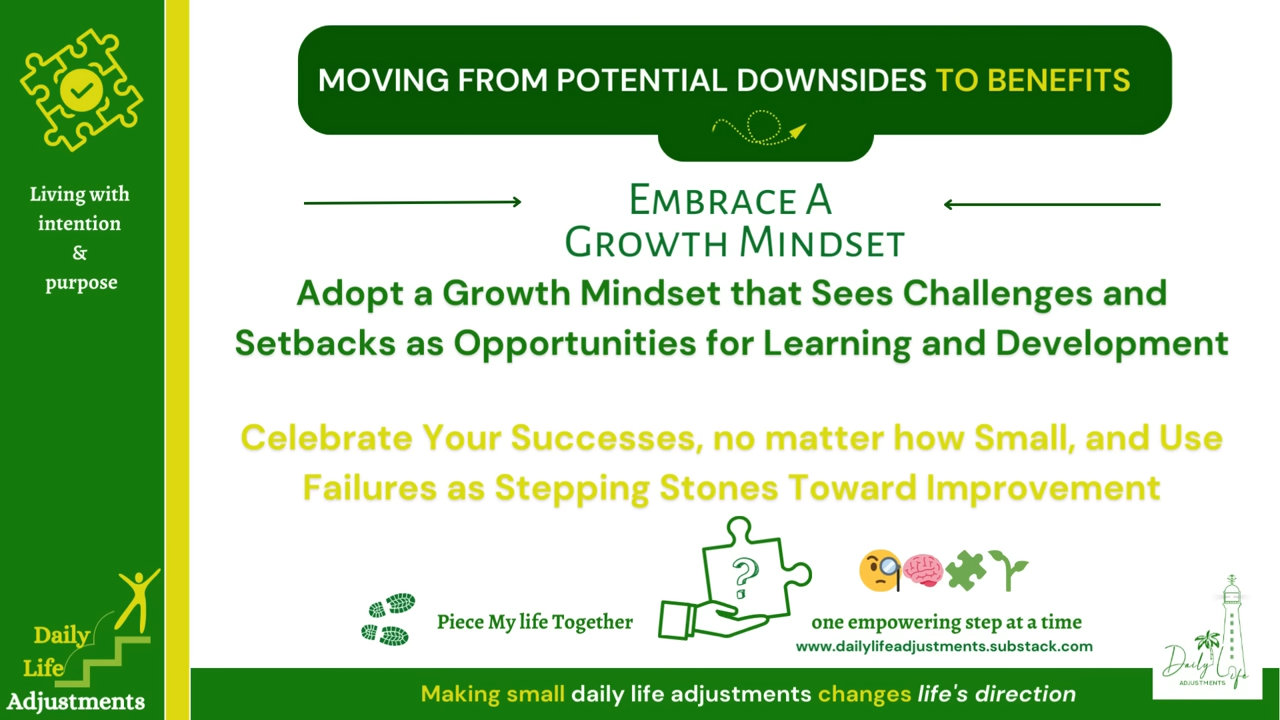 MOVING FROM POTENTIAL DOWNSIDES TO BENEFITS
Living with
intention
&
purpose
EMBRACE A
GROWTH MINDSET
Adopt a Growth Mindset that Sees Challenges and
Setbacks as Opportunities for Learning and Development
Celebrate Your Successes, no matter how Small, and Use
Failures as Stepping Stones Toward Improvement
?
Piece My life Together
one empowering step at a time
www.dailylifeadjustments.substack.com
Daily
Life
Adjustments
Daily Life
ADJUSTMENTS
Making small daily life adjustments changes life's direction